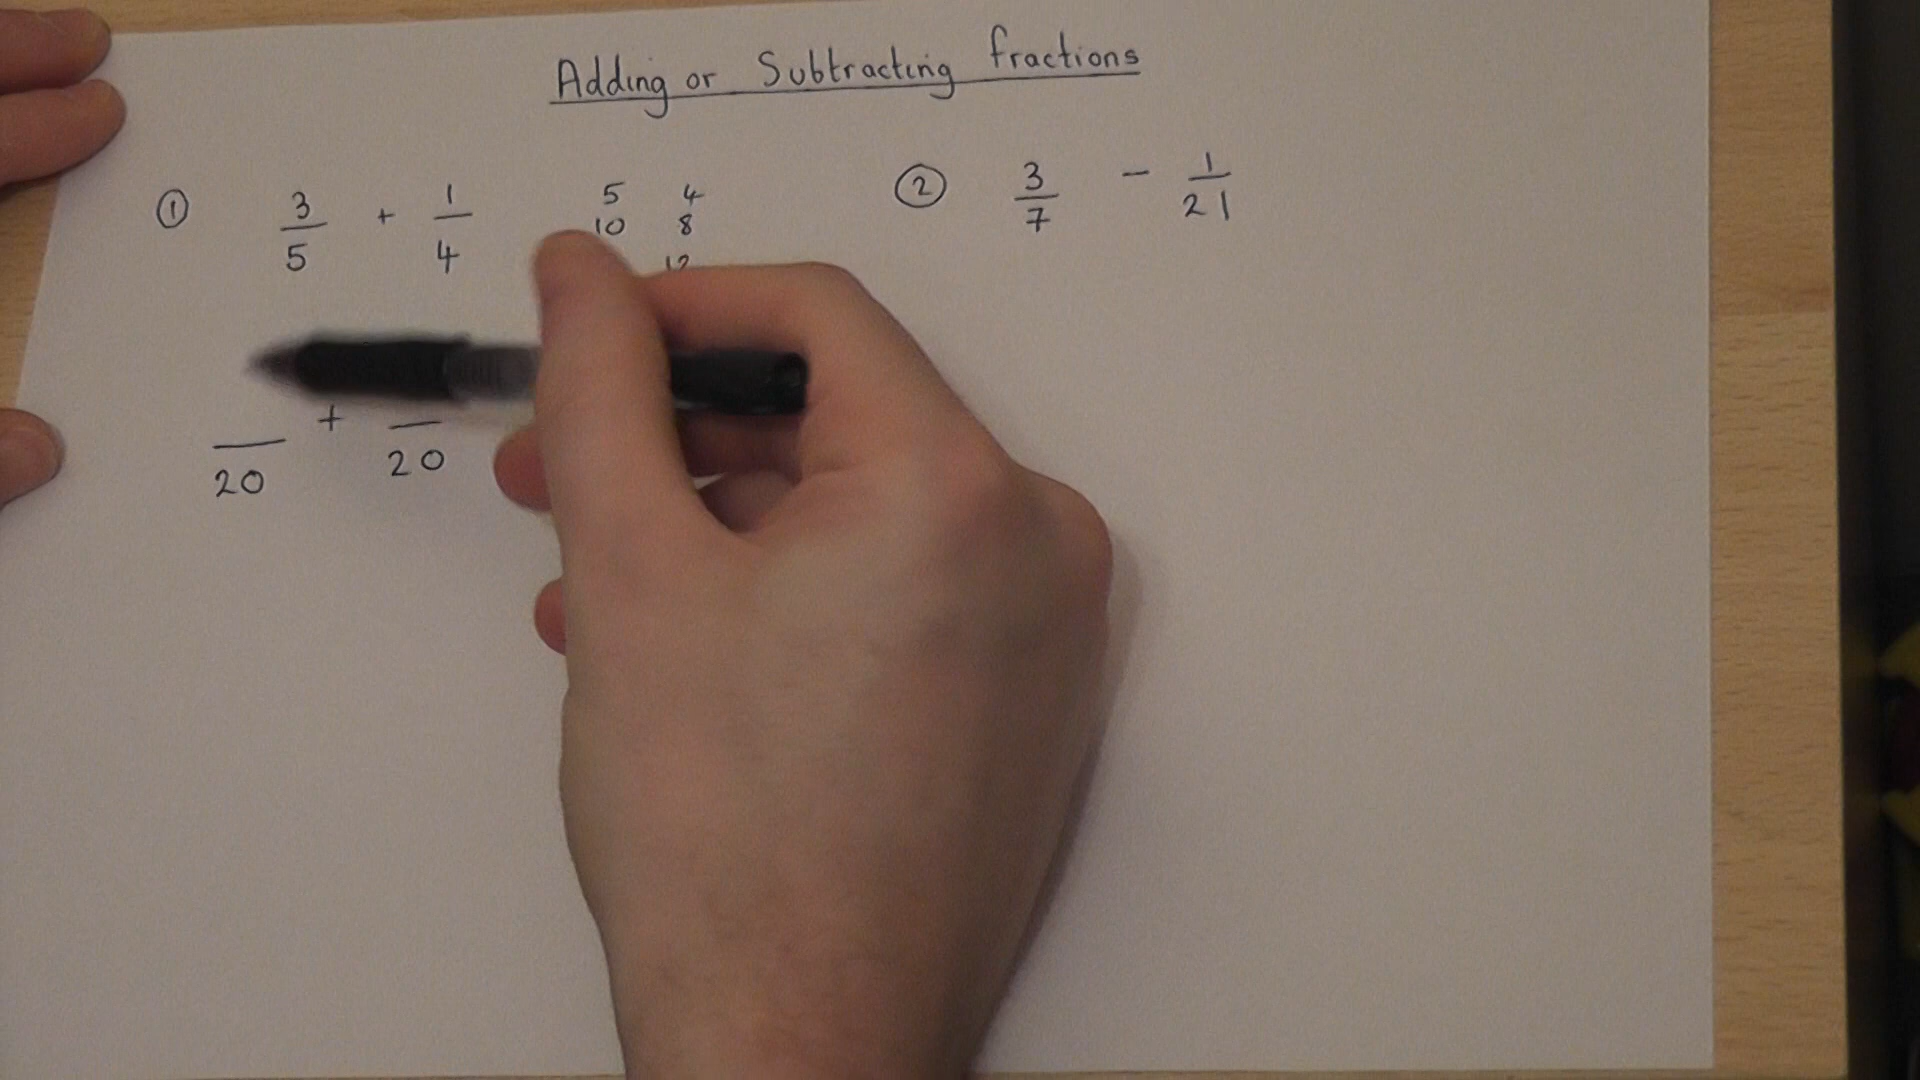 Adding or Subtracting fractions
① 3/5 + 1/4
5 4
10 8
12
20 + 20
② 3/7 - 1/21